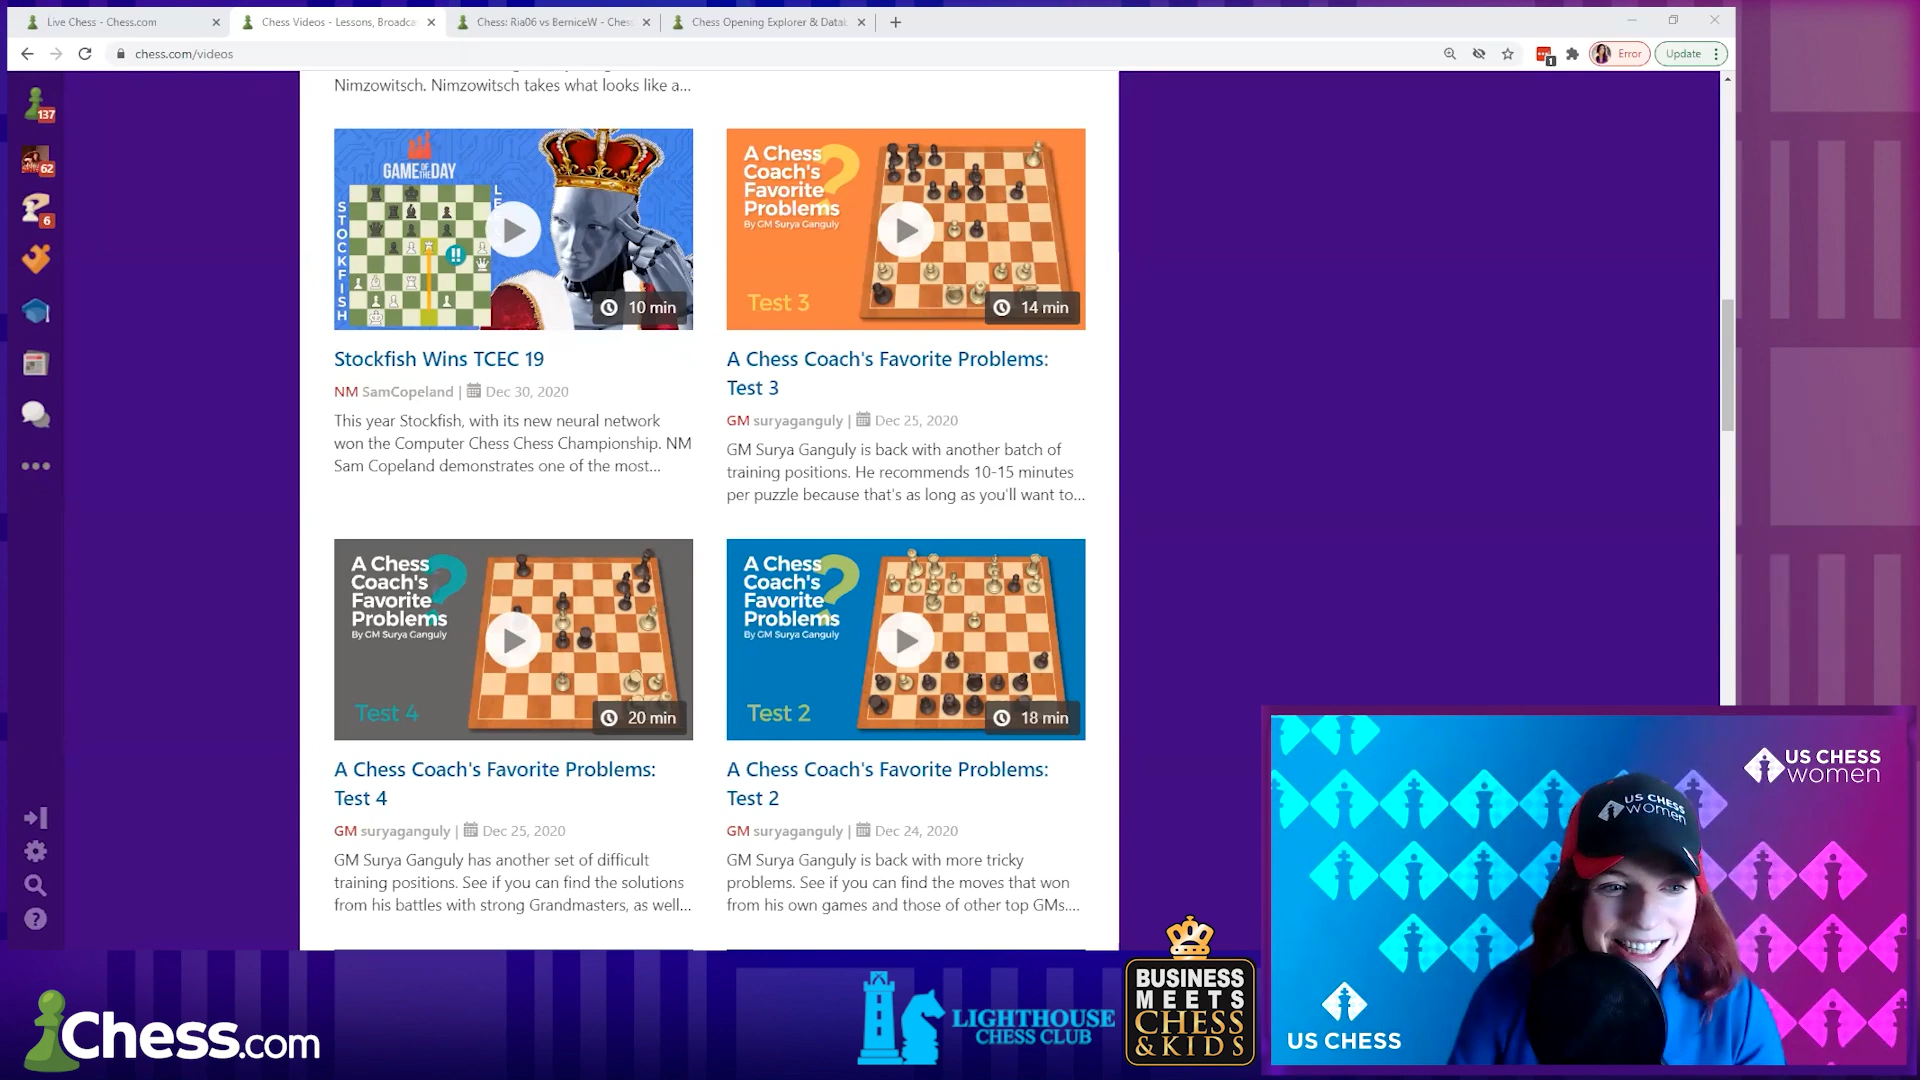 Live Chess - Chess.com
Chess Videos - Lessons, Broadca
Chess: Ria06 vs BerniceW - Chess
Chess Opening Explorer & Datab
chess.com/videos
1
Error
Update
Nimzowitsch. Nimzowitsch takes what looks like a...
137
62
6
GAME OF THE DAY
STOCKFISH
!!
10 min
A Chess
Coach's
Favorite
Problems
By GM Surya Ganguly
Test 3
14 min
Stockfish Wins TCEC 19
NM SamCopeland | Dec 30, 2020
This year Stockfish, with its new neural network
won the Computer Chess Chess Championship. NM
Sam Copeland demonstrates one of the most...
A Chess Coach's Favorite Problems:
Test 3
GM suryaganguly | Dec 25, 2020
GM Surya Ganguly is back with another batch of
training positions. He recommends 10-15 minutes
per puzzle because that's as long as you'll want to...
A Chess
Coach's
Favorite
Problems
By GM Surya Ganguly
Test 4
20 min
A Chess
Coach's
Favorite
Problems
By GM Surya Ganguly
Test 2
18 min
A Chess Coach's Favorite Problems:
Test 4
GM suryaganguly | Dec 25, 2020
GM Surya Ganguly has another set of difficult
training positions. See if you can find the solutions
from his battles with strong Grandmasters, as well...
A Chess Coach's Favorite Problems:
Test 2
GM suryaganguly | Dec 24, 2020
GM Surya Ganguly is back with more tricky
problems. See if you can find the moves that won
from his own games and those of other top GMs....
US CHESS
women
US CHESS
women
US CHESS
Chess.com
LIGHTHOUSE
CHESS CLUB
BUSINESS
MEETS
CHESS
& KIDS